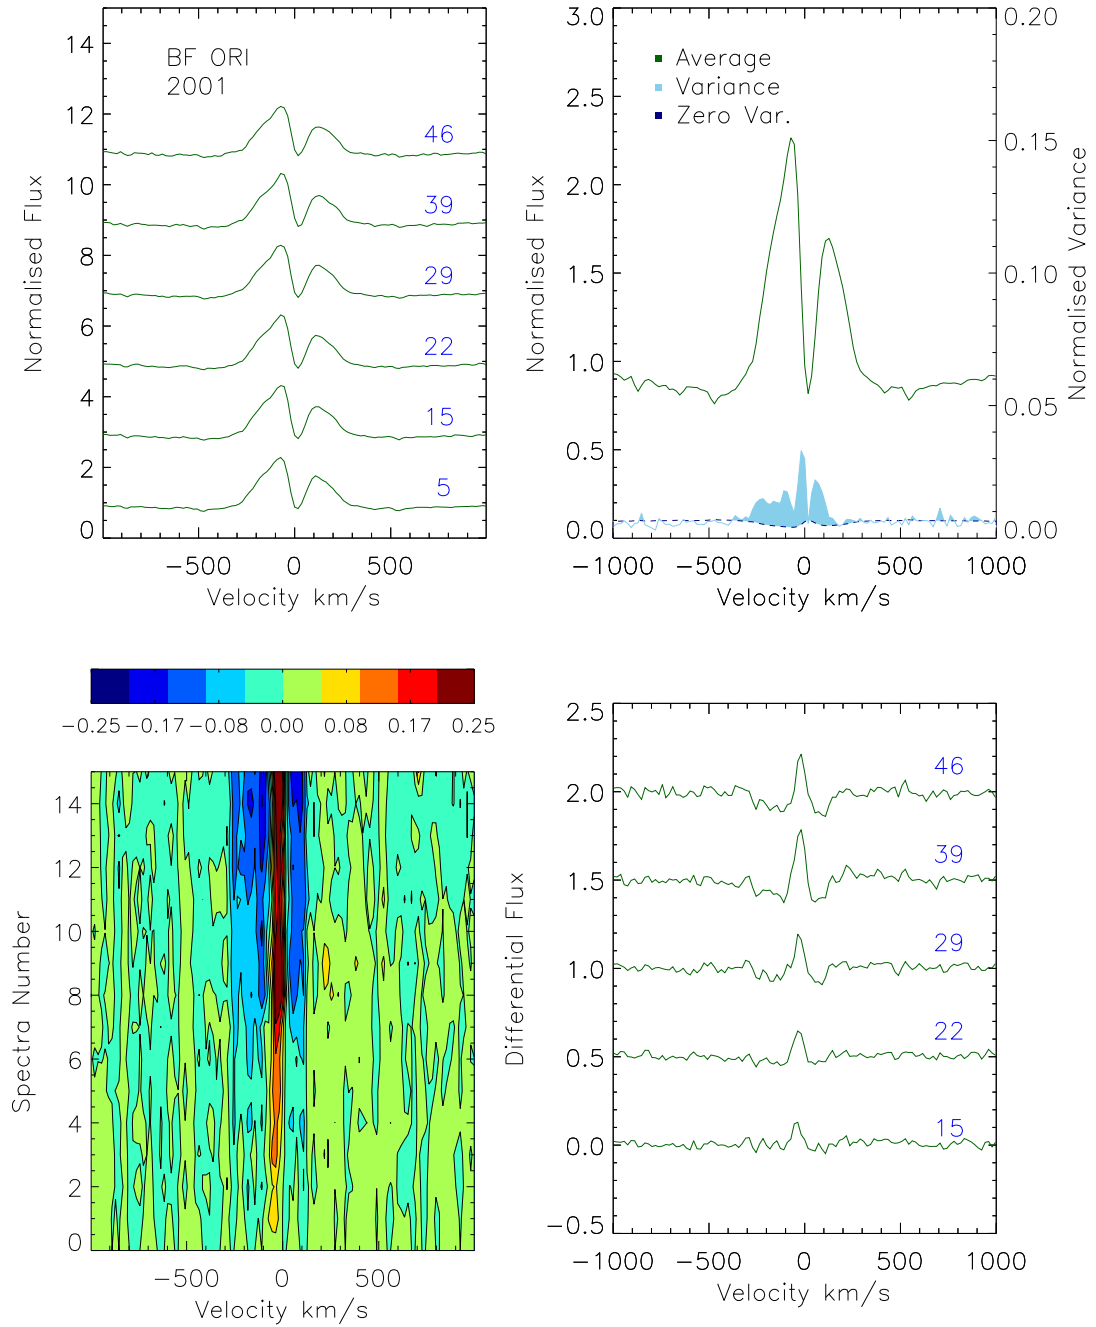 BF ORI
2001
46
39
29
22
15
5
14
12
10
8
6
4
2
0
Normalised Flux
−500 0 500
Velocity km/s
Average
Variance
Zero Var.
3.0
2.5
2.0
1.5
1.0
0.5
0.0
Normalised Flux
0.20
0.15
0.10
0.05
0.00
Normalised Variance
−1000 −500 0 500 1000
Velocity km/s
−0.25 −0.17 −0.08 0.00 0.08 0.17 0.25
14
12
10
8
6
4
2
0
Spectra Number
−500 0 500
Velocity km/s
46
39
29
22
15
2.5
2.0
1.5
1.0
0.5
0.0
−0.5
Differential Flux
−1000 −500 0 500 1000
Velocity km/s